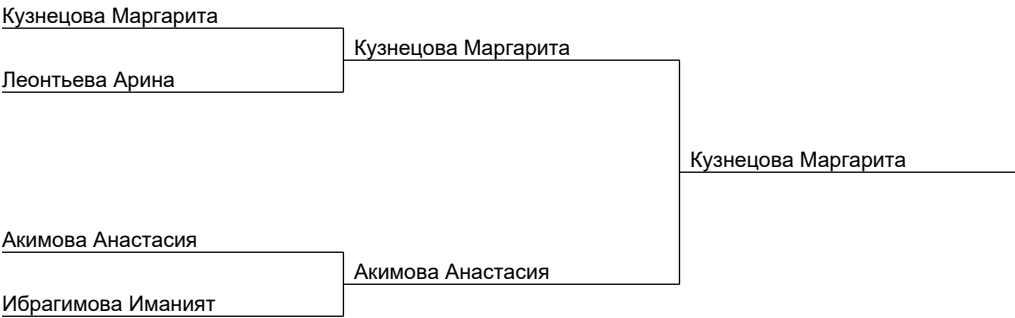 Кузнецова Маргарита
Кузнецова Маргарита
Леонтьева Арина
Кузнецова Маргарита
Акимова Анастасия
Акимова Анастасия
Ибрагимова Иманият